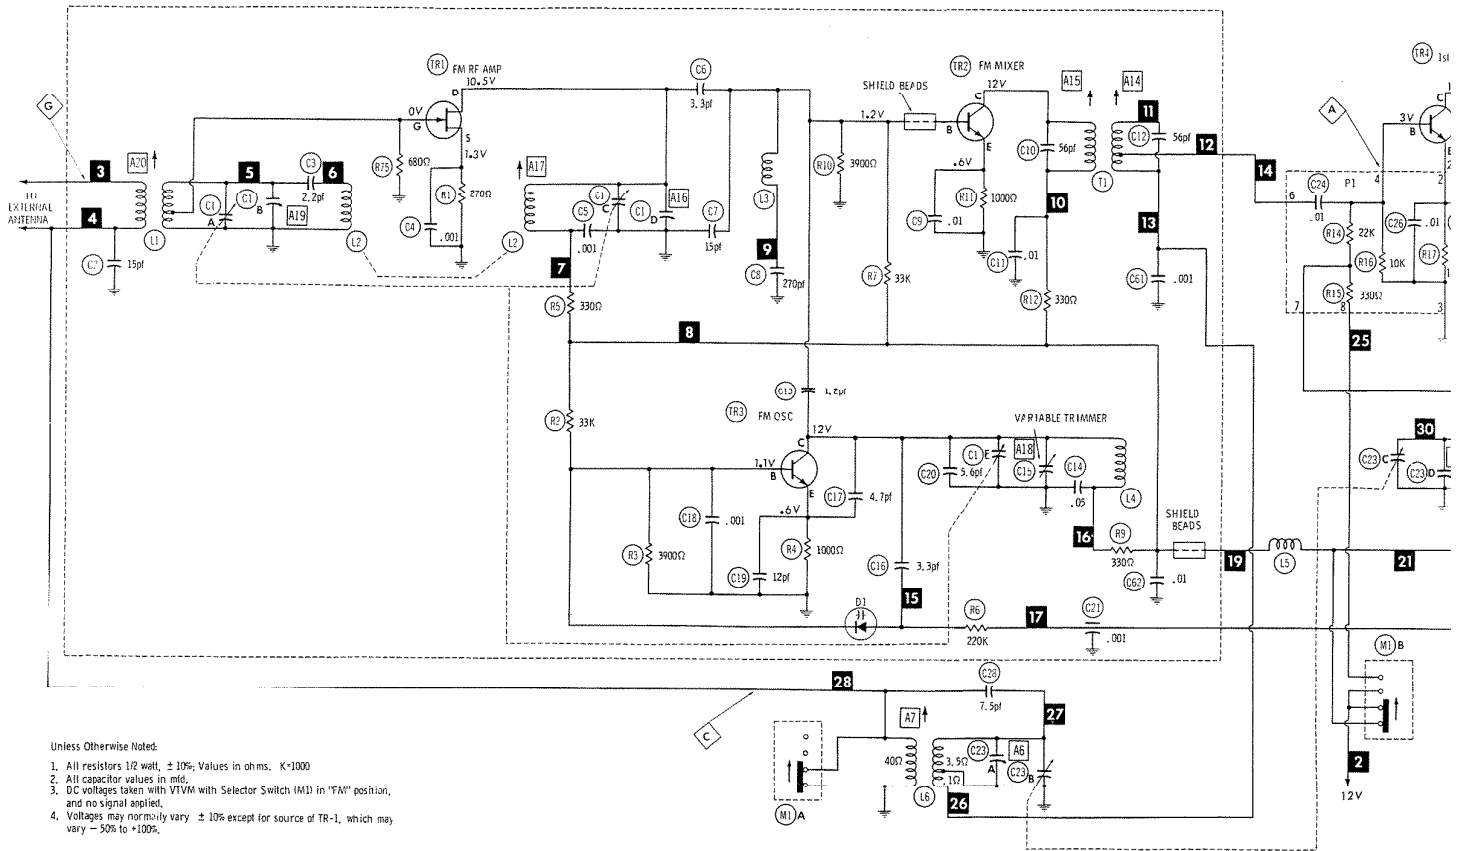 TR1 FM RF AMP
D 10.5V
0V
G
S
1.3V
C6
3.3pf
TR2 FM MIXER
C 12V
SHIELD BEADS
1.2V
B
E
.6V
A15
A14
11
C12
56pf
12
TR4 1st
C
3V
B
A
G
3
A20
4
TO
EXTERNAL
ANTENNA
L1
15pf
5
C3
2.2pf
6
C1
A
C1
B
A19
L2
R75
680Ω
R1
270Ω
C4
.001
A17
L2
C5
.001
C1
C
C1
D
A16
C7
15pf
L3
9
C8
270pf
R10
3900Ω
R7
33K
C9
.01
R11
1000Ω
C10
56pf
T1
10
C11
.01
R12
330Ω
13
C61
.001
14
P1
6
C24
.01
4
2
R14
22K
R16
10K
C26
.01
R17
R15
330Ω
7
8
3
25
7
R5
330Ω
8
R2
33K
C13
1.2pf
TR3 FM OSC
C 12V
1.1V
B
E
.6V
C17
4.7pf
C18
.001
R3
3900Ω
C19
12pf
R4
1000Ω
C20
5.6pf
C1
E
VARIABLE TRIMMER
A18
C15
C14
.05
L4
C16
3.3pf
15
16
R9
330Ω
SHIELD
BEADS
C62
.01
19
L5
21
30
C23
C
C23
D
D1
R6
220K
17
C21
.001
M1 B
28
C
C28
7.5pf
27
A7
40Ω
3.5Ω
1Ω
L6
26
C23
A
A6
C23
B
M1 A
2
12V
Unless Otherwise Noted:
1. All resistors 1/2 watt, ± 10%; Values in ohms. K=1000
2. All capacitor values in mfd.
3. DC voltages taken with VTVM with Selector Switch (M1) in "FM" position,
and no signal applied.
4. Voltages may normally vary ± 10% except for source of TR-1, which may
vary - 50% to +100%.